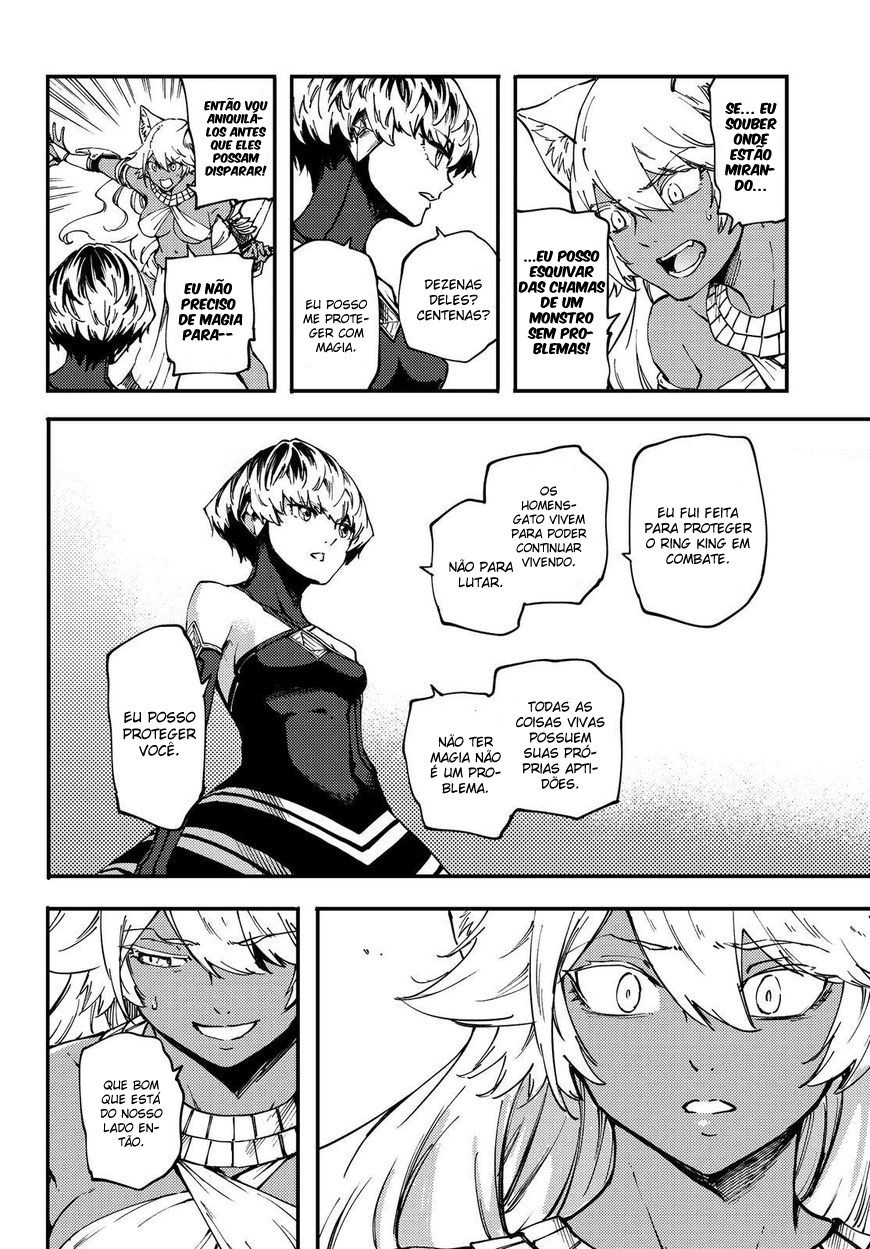 SE... EU
SOUBER
ONDE
ESTÃO
MIRAN-
DO...
...EU POSSO
ESQUIVAR
DAS CHAMAS
DE UM
MONSTRO
SEM PRO-
BLEMAS!
DEZENAS
DELES?
CENTENAS?
EU POSSO
ME PROTE-
GER COM
MAGIA.
ENTÃO VOU
ANIQUILÁ-
LOS ANTES
QUE ELES
POSSAM
DISPARAR!
EU NÃO
PRECISO
DE MAGIA
PARA--
EU FUI FEITA
PARA PROTEGER
O RING KING EM
COMBATE.
OS
HOMENS-
GATO VIVEM
PARA PODER
CONTINUAR
VIVENDO.
NÃO PARA
LUTAR.
TODAS AS
COISAS VIVAS
POSSUEM
SUAS PRÓ-
PRIAS APTI-
DÕES.
NÃO TER
MAGIA NÃO
É UM PRO-
BLEMA.
EU POSSO
PROTEGER
VOCÊ.
QUE BOM
QUE ESTÁ
DO NOSSO
LADO EN-
TÃO.